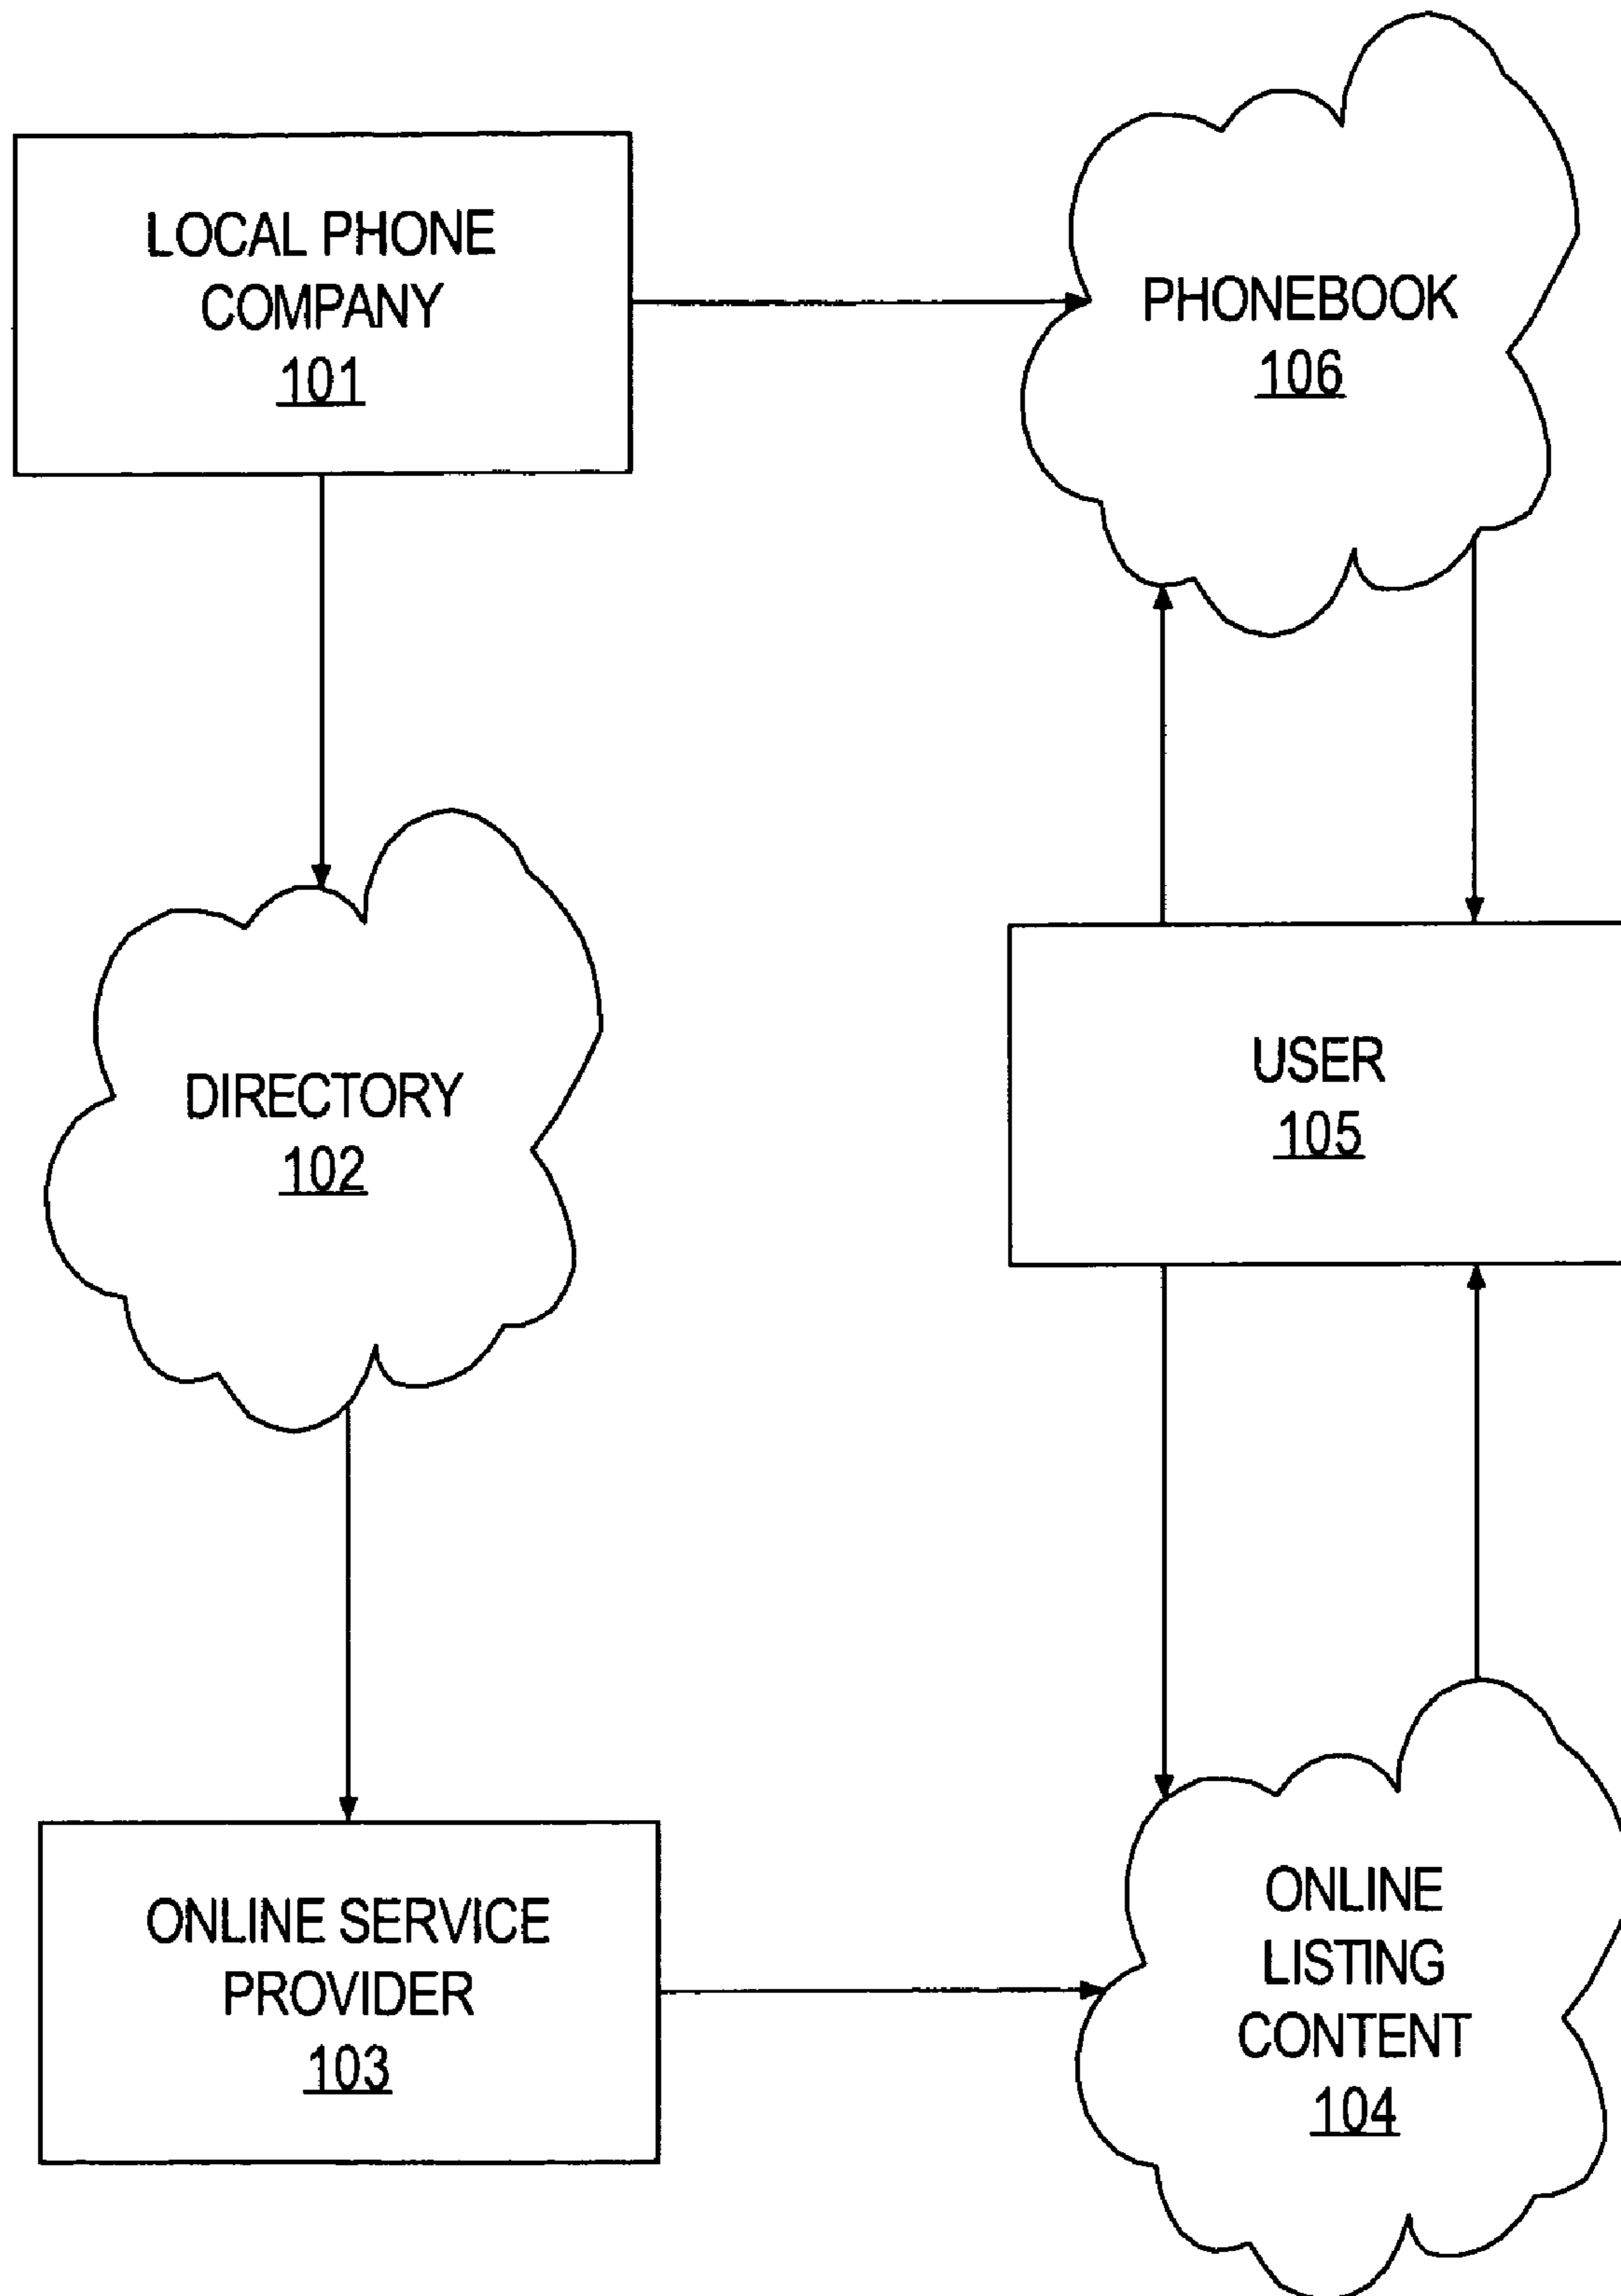 LOCAL PHONE
COMPANY
101
PHONEBOOK
106
DIRECTORY
102
USER
105
ONLINE SERVICE
PROVIDER
103
ONLINE
LISTING
CONTENT
104